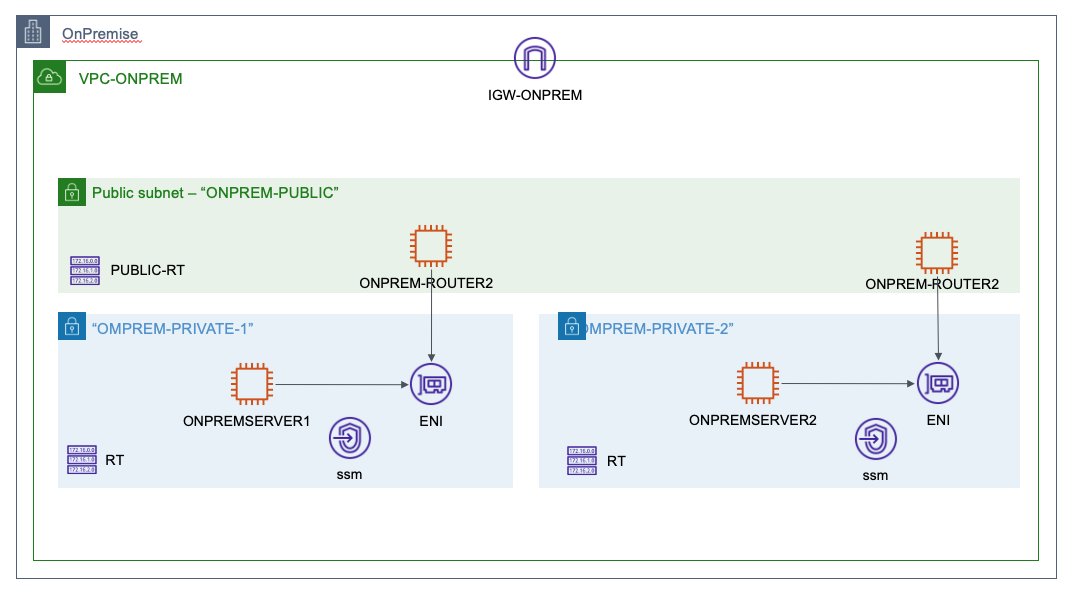 OnPremise
VPC-ONPREM
IGW-ONPREM
Public subnet – “ONPREM-PUBLIC”
172.16.0.0
172.16.1.0
172.16.2.0
PUBLIC-RT
ONPREM-ROUTER2
ONPREM-ROUTER2
“OMPREM-PRIVATE-1”
OMPREM-PRIVATE-2”
ONPREMSERVER1
ENI
ONPREMSERVER2
ENI
172.16.0.0
172.16.1.0
172.16.2.0
RT
ssm
172.16.0.0
172.16.1.0
172.16.2.0
RT
ssm